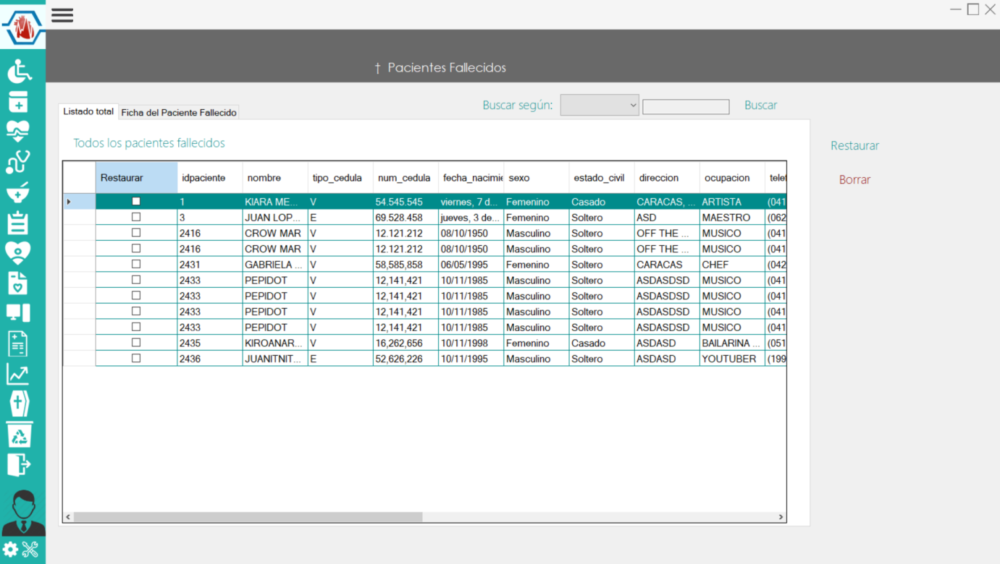 † Pacientes Fallecidos
Buscar según: Buscar
Listado total Ficha del Paciente Fallecido
Todos los pacientes fallecidos
Restaurar
Borrar
Restaurar idpaciente nombre tipo_cedula num_cedula fecha_nacimie sexo estado_civil direccion ocupacion telef
1 KIARA ME... V 54.545.545 viernes, 7 d... Femenino Casado CARACAS, ... ARTISTA (041
3 JUAN LOP... E 69.528.458 jueves, 3 de... Femenino Soltero ASD MAESTRO (062
2416 CROW MAR V 12.121.212 08/10/1950 Masculino Soltero OFF THE ... MUSICO (041
2416 CROW MAR V 12.121.212 08/10/1950 Masculino Soltero OFF THE ... MUSICO (041
2431 GABRIELA ... V 58,585,858 06/05/1995 Femenino Soltero CARACAS CHEF (042
2433 PEPIDOT V 12,141,421 10/11/1985 Masculino Soltero ASDASDSD MUSICO (041
2433 PEPIDOT V 12,141,421 10/11/1985 Masculino Soltero ASDASDSD MUSICO (041
2433 PEPIDOT V 12,141,421 10/11/1985 Masculino Soltero ASDASDSD MUSICO (041
2433 PEPIDOT V 12,141,421 10/11/1985 Masculino Soltero ASDASDSD MUSICO (041
2435 KIROANAR... V 16,262,656 10/11/1998 Femenino Casado ASDASD BAILARINA ... (051
2436 JUANITNIT... E 52,626,226 10/11/1995 Masculino Soltero ASDASD YOUTUBER (199